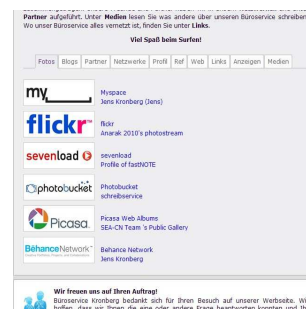 Partner aufgeführt. Unter Medien lesen Sie was andere über unseren Büroservice schreiben
Wo unser Büroservice alles vernetzt ist, finden Sie unter Links.
Viel Spaß beim Surfen!
Fotos Blogs Partner Netzwerke Profil Ref Web Links Anzeigen Medien
my
Myspace
Jens Kronberg (Jens)
flickr
flickr
Anarak 2010's photostream
sevenload
sevenload
Profile of fastNOTE
photobucket
Photobucket
schreibservice
Picasa
Picasa Web Albums
SEA-CN Team 's Public Gallery
Bēhance Network
Behance Network
Jens Kronberg
Wir freuen uns auf Ihren Auftrag!
Büroservice Kronberg bedankt sich für Ihren Besuch auf unserer Werbseite. Wi
hoffen, dass wir Ihnen die eine oder andere Frage beantworten konnten und Ih